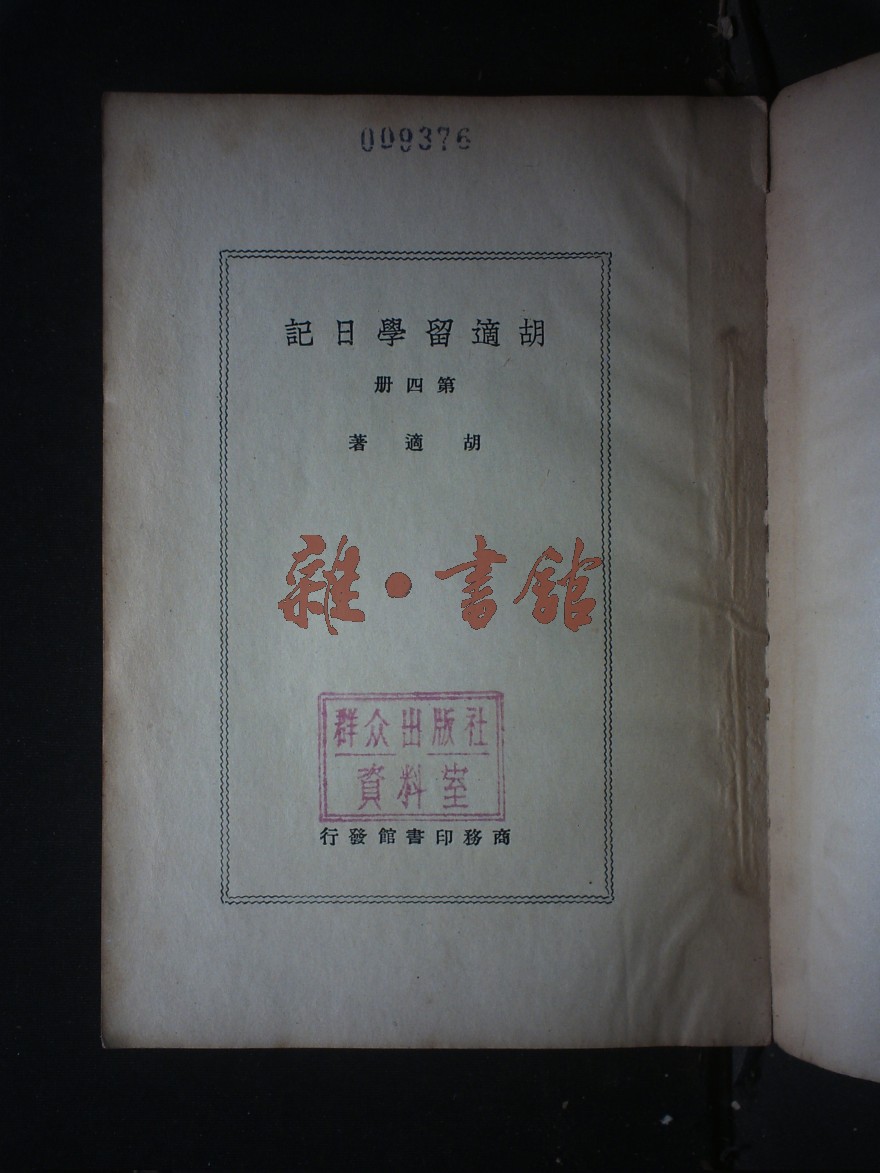 009376
胡適留學日記
第四册
胡適著
雜·書館
群众出版社
資料室
商務印書館發行